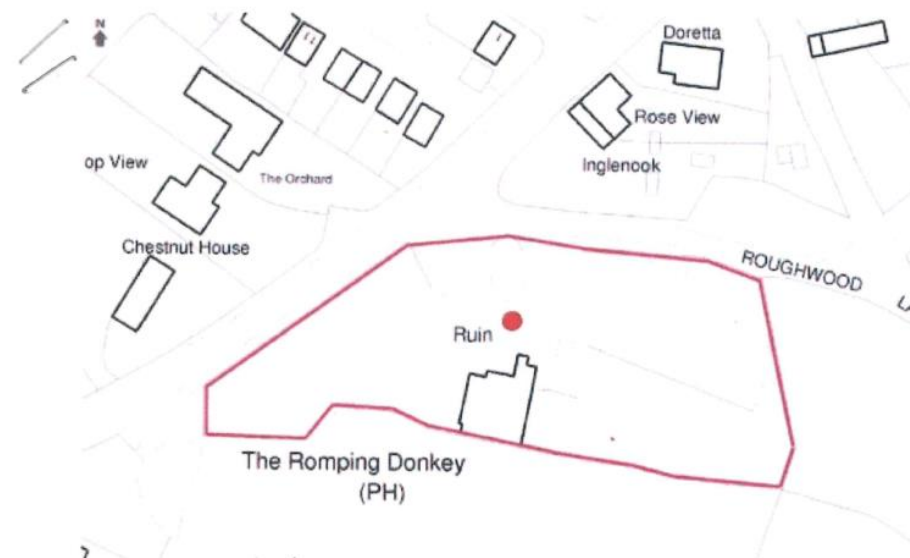 N
Doretta
Rose View
op View
Inglenook
The Orchard
Chestnut House
ROUGHWOOD
Ruin
The Romping Donkey
(PH)